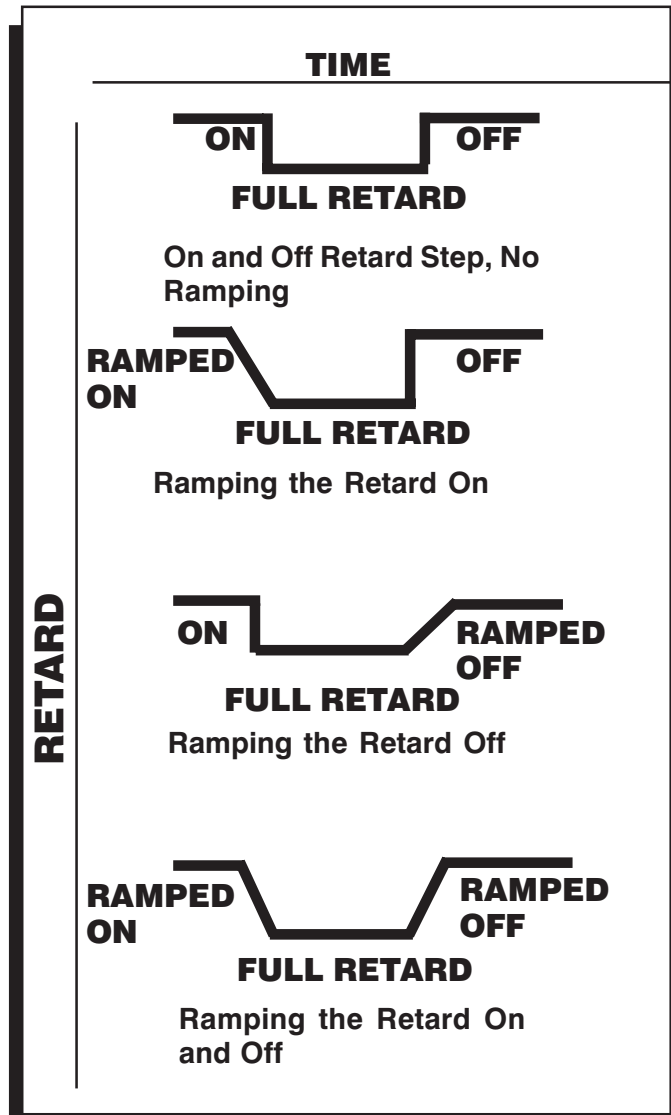 TIME
ON OFF
FULL RETARD
On and Off Retard Step, No
Ramping
RAMPED OFF
ON
FULL RETARD
Ramping the Retard On
RETARD
ON RAMPED
OFF
FULL RETARD
Ramping the Retard Off
RAMPED RAMPED
ON OFF
FULL RETARD
Ramping the Retard On
and Off